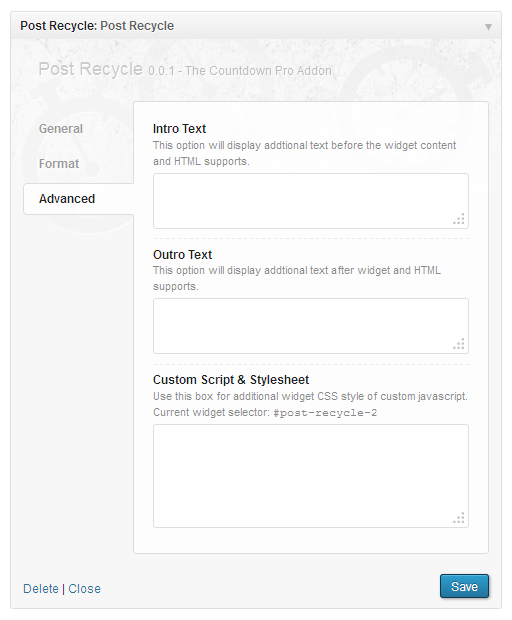 Post Recycle: Post Recycle
Post Recycle 0.0.1 - The Countdown Pro Addon
General
Format
Advanced
Intro Text
This option will display addtional text before the widget content
and HTML supports.
Outro Text
This option will display addtional text after widget and HTML
supports.
Custom Script & Stylesheet
Use this box for additional widget CSS style of custom javascript.
Current widget selector: #post-recycle-2
Delete | Close
Save